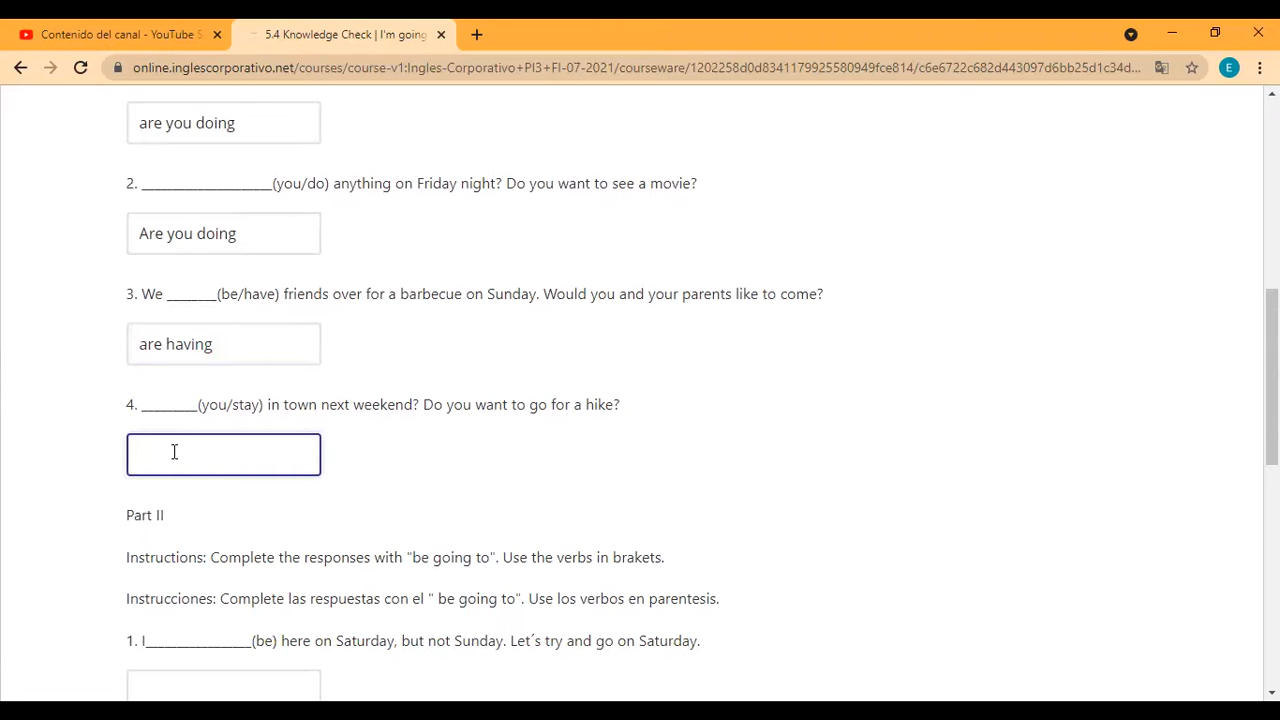 Contenido del canal - YouTube S
5.4 Knowledge Check | I'm going
online.inglescorporativo.net/courses/course-v1:Ingles-Corporativo+PI3+FI-07-2021/courseware/1202258d0d8341179925580949fce814/c6e6722c682d443097d6bb25d1c34d...
E
are you doing
2. ____________________(you/do) anything on Friday night? Do you want to see a movie?
Are you doing
3. We ________(be/have) friends over for a barbecue on Sunday. Would you and your parents like to come?
are having
4. _________(you/stay) in town next weekend? Do you want to go for a hike?
Part II
Instructions: Complete the responses with "be going to". Use the verbs in brakets.
Instrucciones: Complete las respuestas con el " be going to". Use los verbos en parentesis.
1. I_________________(be) here on Saturday, but not Sunday. Let´s try and go on Saturday.